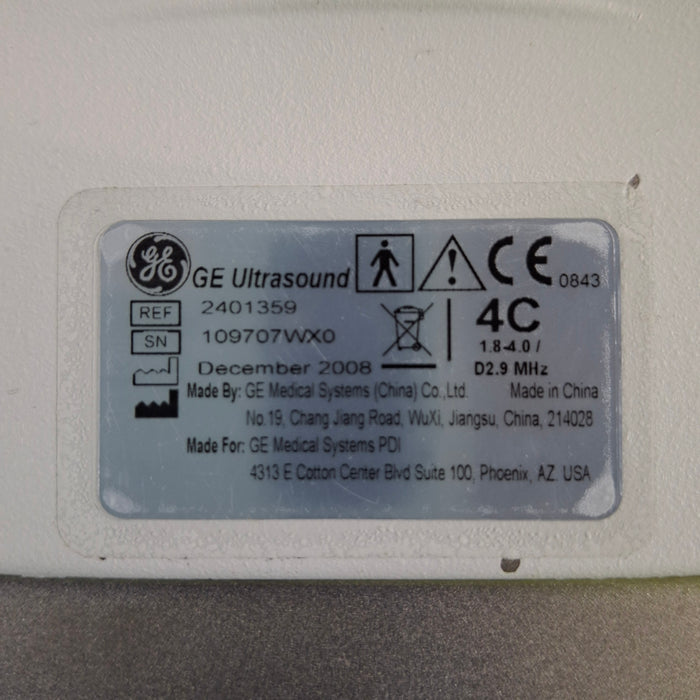 GE GE Ultrasound CE 0843
REF 2401359
SN 109707WX0
4C
1.8-4.0 /
D2.9 MHz
December 2008
Made By: GE Medical Systems (China) Co., Ltd. Made in China
No.19, Chang Jiang Road, WuXi, Jiangsu, China, 214028
Made For: GE Medical Systems PDI
4313 E Cotton Center Blvd Suite 100, Phoenix, AZ. USA